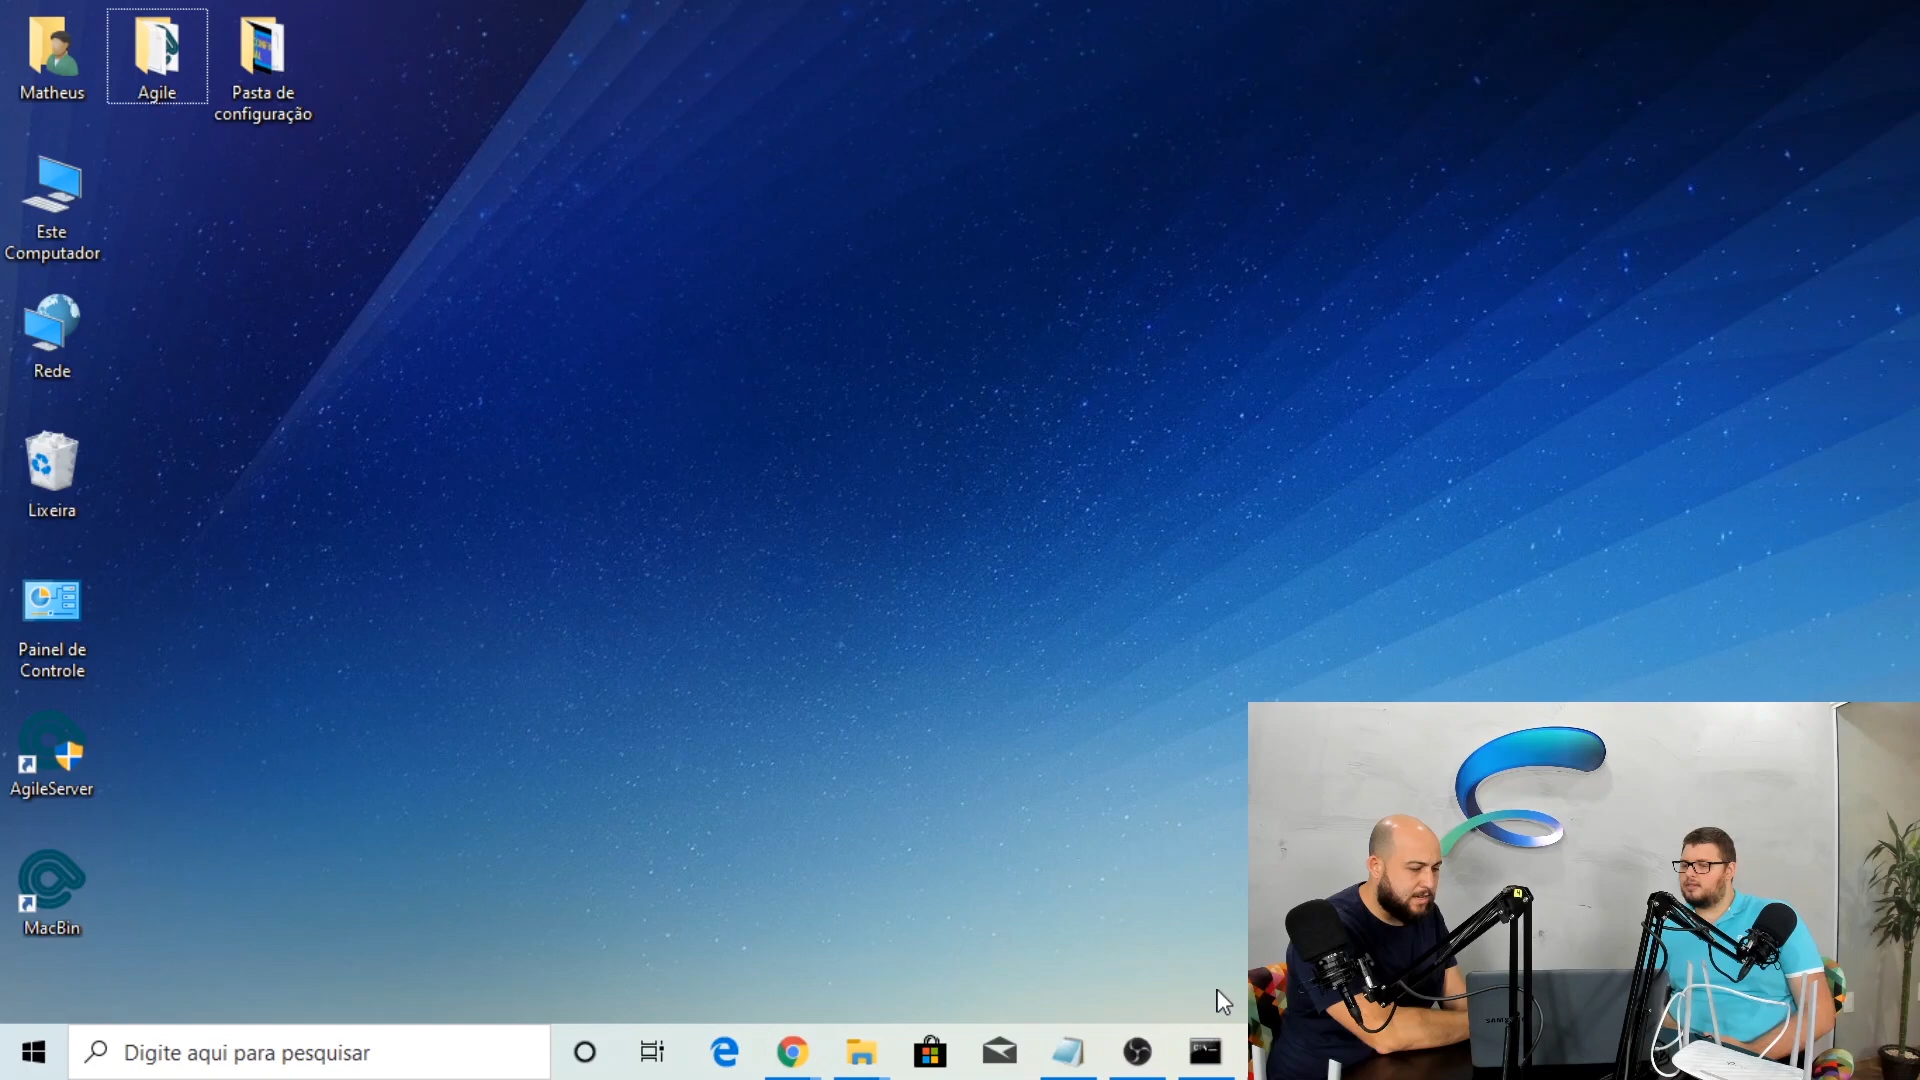 Matheus
Agile
Pasta de
configuração
Este
Computador
Rede
Lixeira
Painel de
Controle
AgileServer
MacBin
Digite aqui para pesquisar